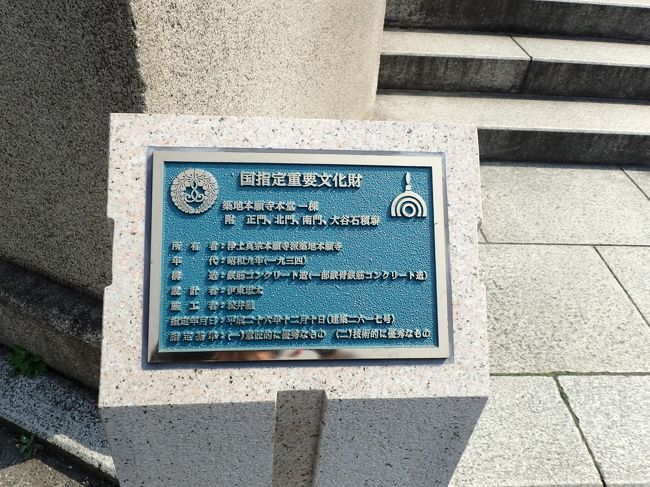 国指定重要文化財
築地本願寺本堂 一棟
附 正門、北門、南門、大谷石積塀
所有者：浄土真宗本願寺派築地本願寺
年代：昭和九年(一九三四)
構造：鉄筋コンクリート造(一部鉄骨鉄筋コンクリート造)
設計者：伊東忠太
施工者：松井組
指定年月日：平成二十六年十二月十日(建第二六一七号)
指定基準：(一)意匠的に優秀なもの (二)技術的に優秀なもの